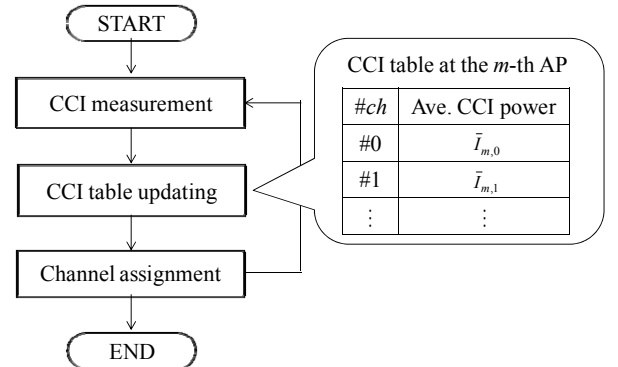 START
CCI measurement
CCI table updating
Channel assignment
END
CCI table at the m-th AP
#ch Ave. CCI power
#0 Ī_{m,0}
#1 Ī_{m,1}
⋮ ⋮